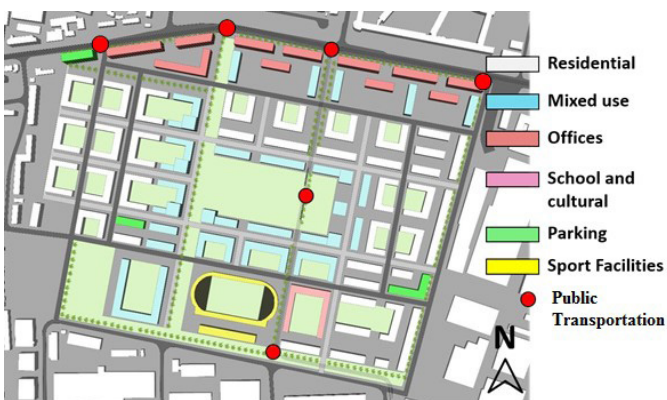 Residential
Mixed use
Offices
School and
cultural
Parking
Sport Facilities
Public
Transportation
N